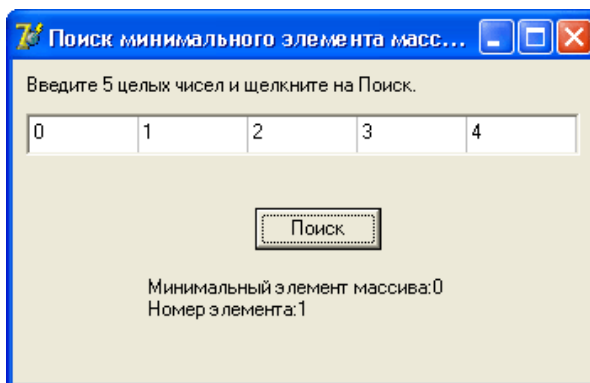 Поиск минимального элемента масс...
Введите 5 целых чисел и щелкните на Поиск.
0 1 2 3 4
Поиск
Минимальный элемент массива:0
Номер элемента:1